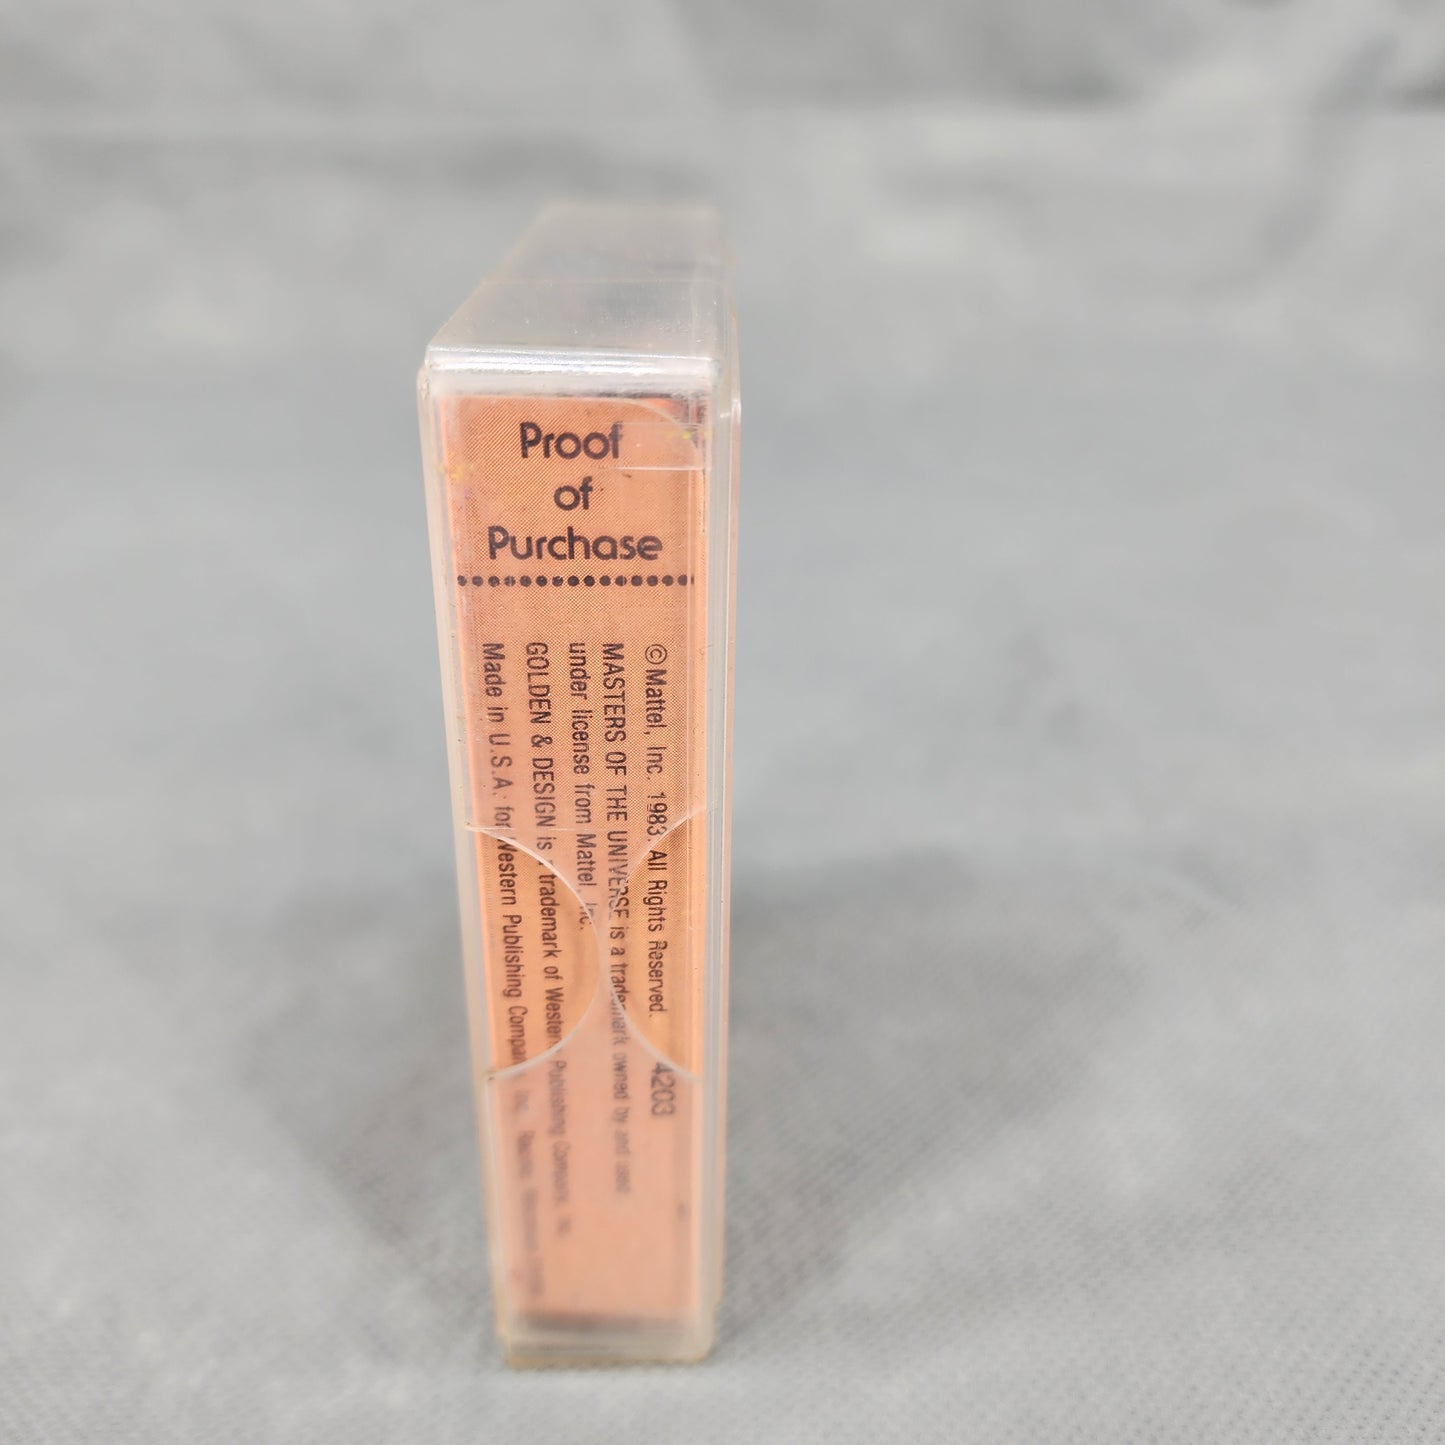 Proof
of
Purchase
© Mattel, Inc. 1983. All Rights Reserved. 4203
MASTERS OF THE UNIVERSE is a trademark owned by and used
under license from Mattel, Inc.
GOLDEN & DESIGN is a trademark of Western Publishing Company, Inc.
Made in U.S.A. for Western Publishing Company, Inc. Racine, Wisconsin